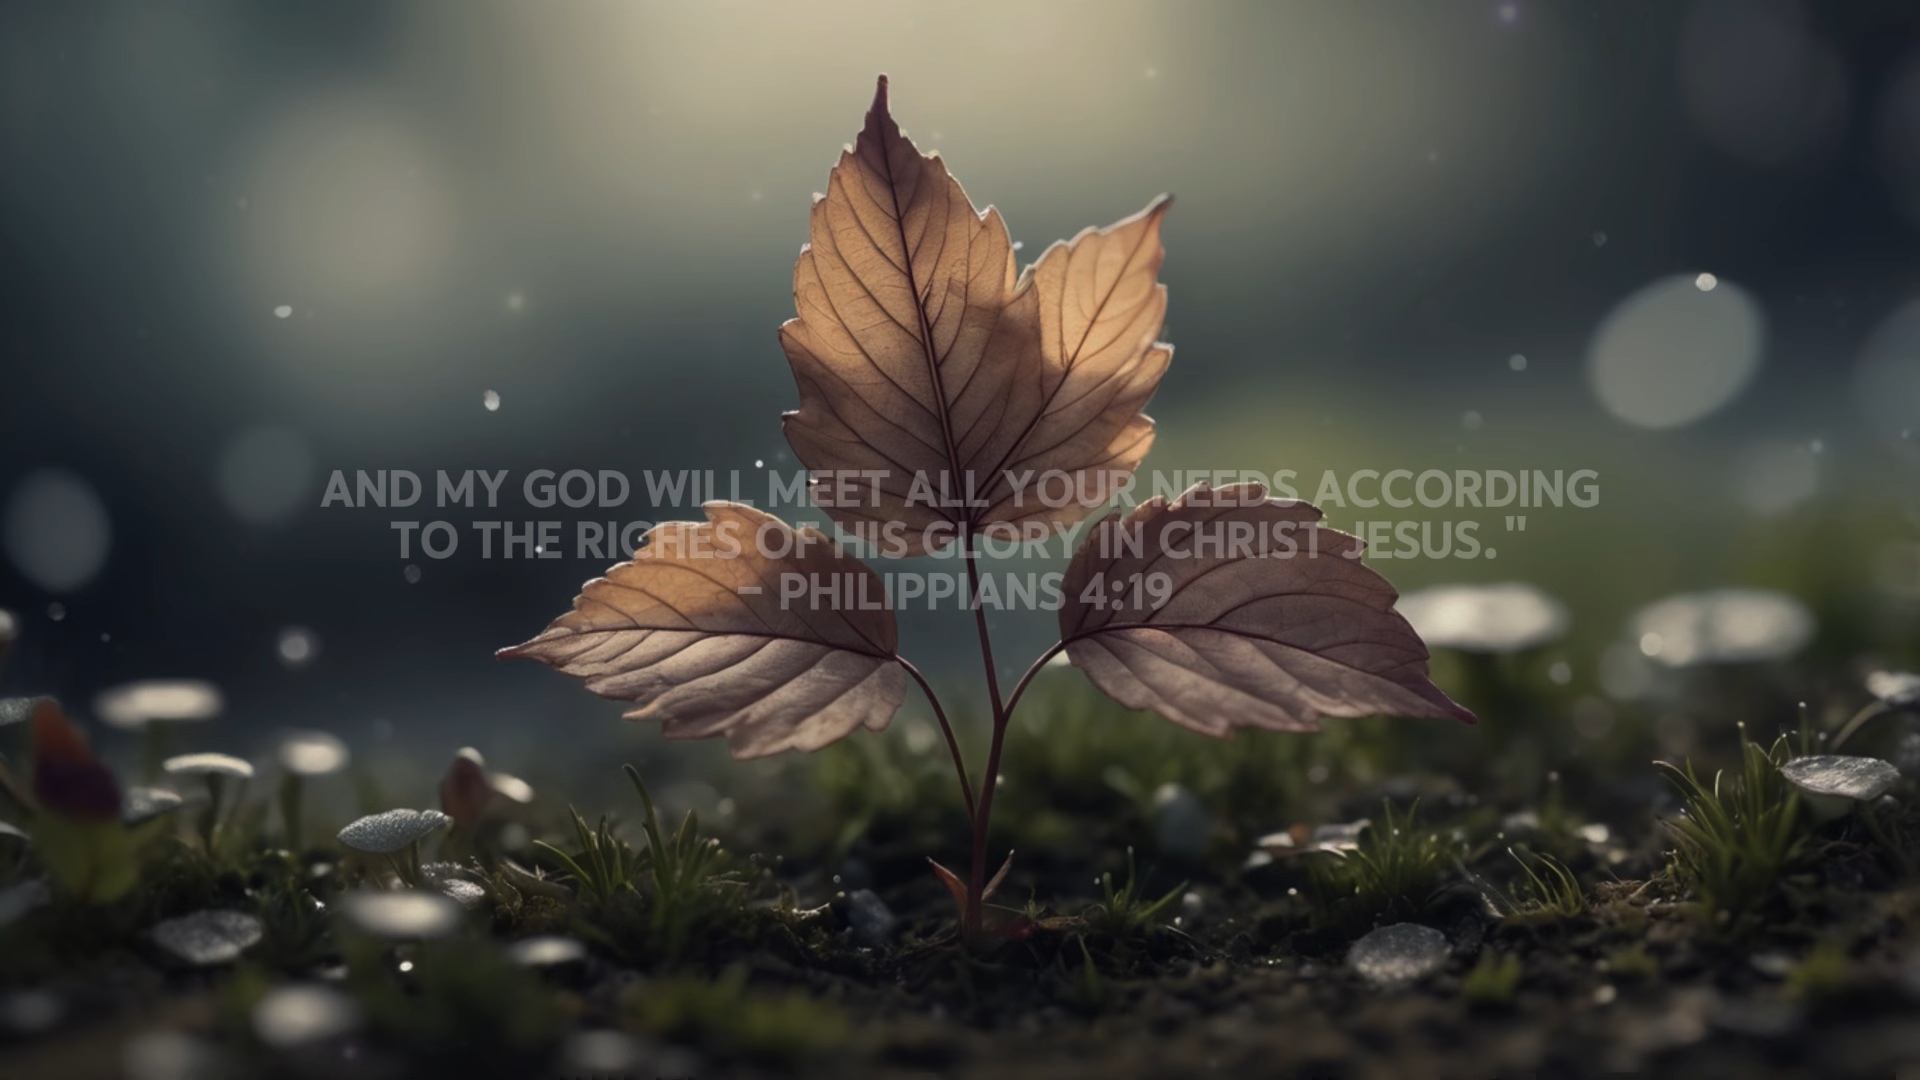 AND MY GOD WILL MEET ALL YOUR NEEDS ACCORDING
TO THE RICHES OF HIS GLORY IN CHRIST JESUS."
- PHILIPPIANS 4:19